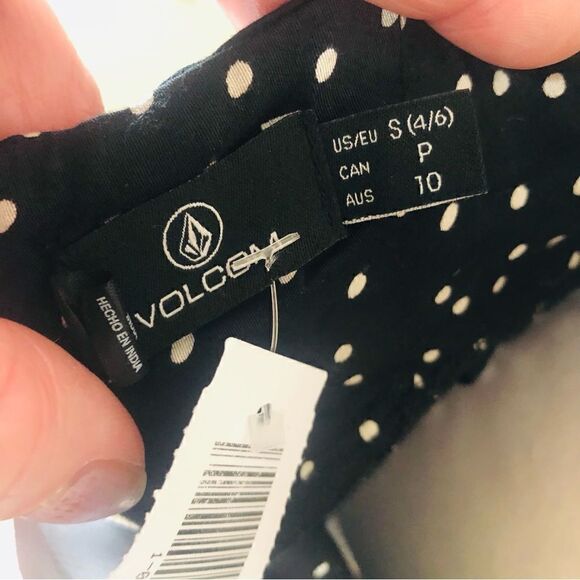 VOLCOM
US/EU S (4/6)
CAN P
AUS 10
HECHO EN INDIA